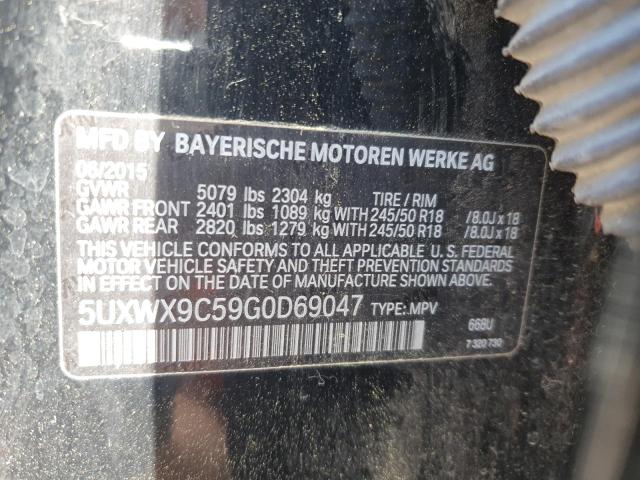 MFD BY BAYERISCHE MOTOREN WERKE AG
06/2015
GVWR 5079 lbs 2304 kg TIRE / RIM
GAWR FRONT 2401 lbs 1089 kg WITH 245/50 R18 /8.0J x 18
GAWR REAR 2820 lbs 1279 kg WITH 245/50 R18 /8.0J x 18
THIS VEHICLE CONFORMS TO ALL APPLICABLE U. S. FEDERAL
MOTOR VEHICLE SAFETY AND THEFT PREVENTION STANDARDS
IN EFFECT ON THE DATE OF MANUFACTURE SHOWN ABOVE.
5UXWX9C59G0D69047 TYPE: MPV
668U
7 320 730